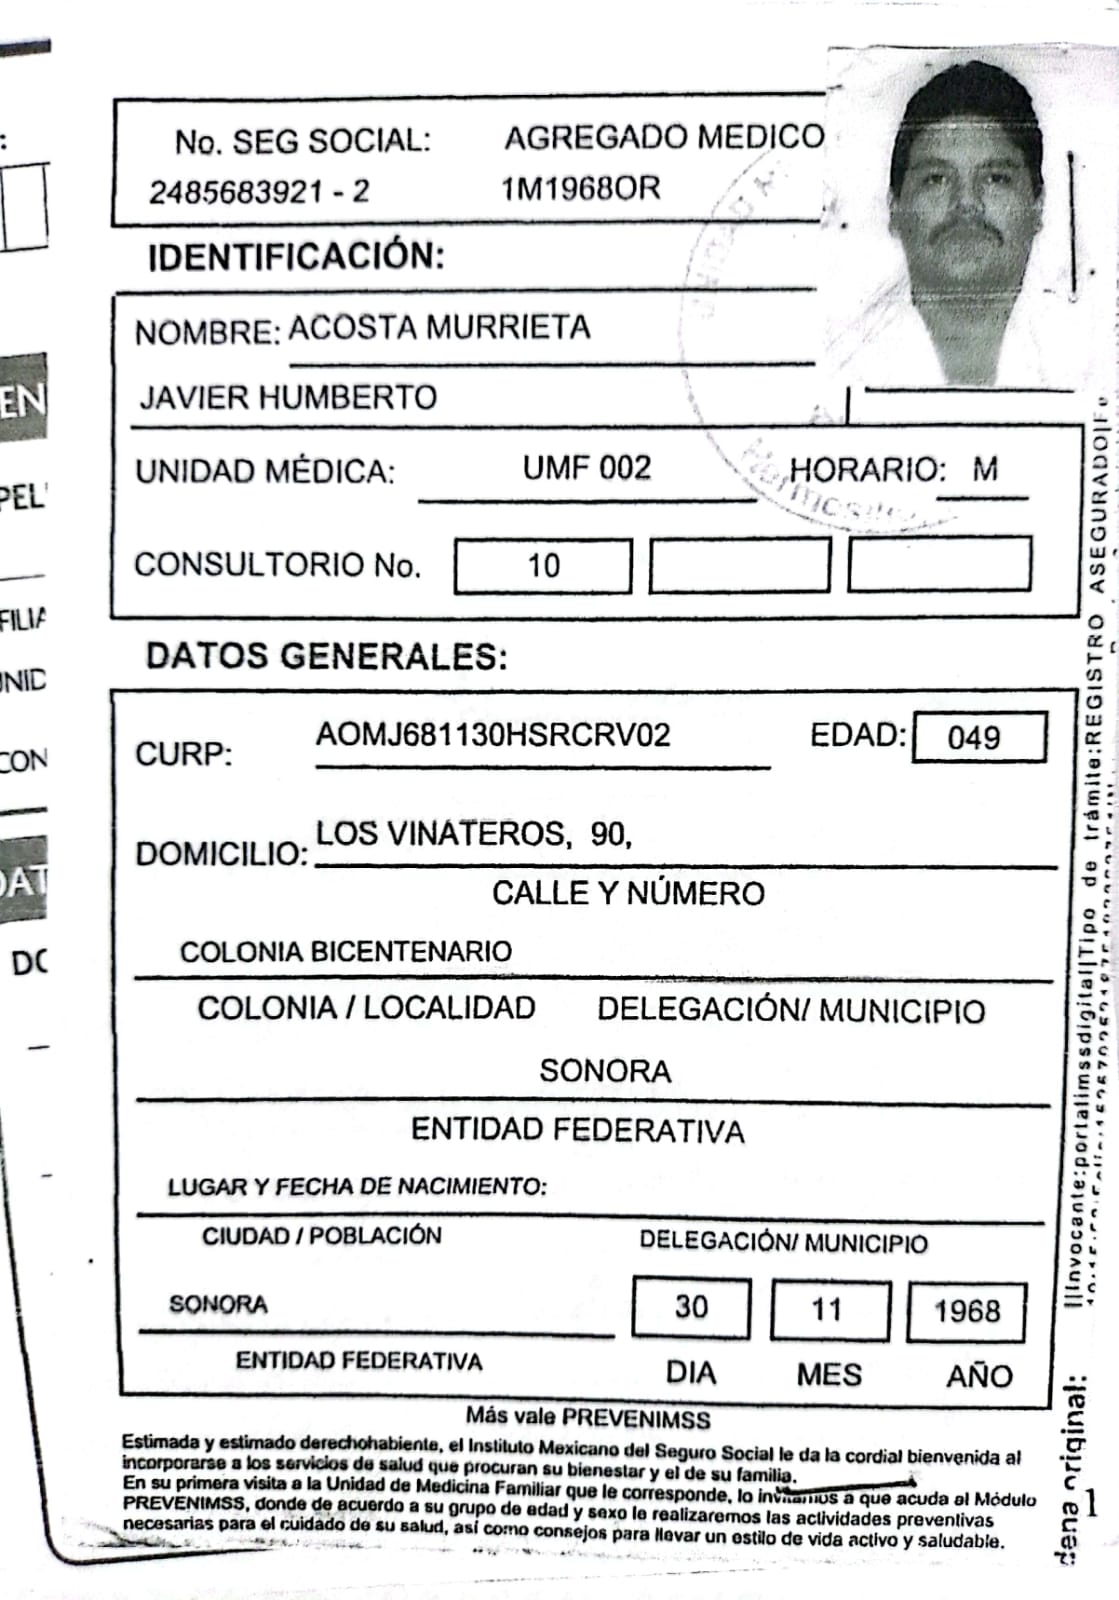 No. SEG SOCIAL: AGREGADO MEDICO
2485683921 - 2 1M1968OR
IDENTIFICACIÓN:
NOMBRE: ACOSTA MURRIETA
JAVIER HUMBERTO
UNIDAD MÉDICA: UMF 002 HORARIO: M
CONSULTORIO No. 10
DATOS GENERALES:
CURP: AOMJ681130HSRCRV02 EDAD: 049
DOMICILIO: LOS VINATEROS, 90,
CALLE Y NÚMERO
COLONIA BICENTENARIO
COLONIA / LOCALIDAD DELEGACIÓN/ MUNICIPIO
SONORA
ENTIDAD FEDERATIVA
LUGAR Y FECHA DE NACIMIENTO:
CIUDAD / POBLACIÓN DELEGACIÓN/ MUNICIPIO
SONORA 30 11 1968
ENTIDAD FEDERATIVA DIA MES AÑO
Más vale PREVENIMSS
Estimada y estimado derechohabiente, el Instituto Mexicano del Seguro Social le da la cordial bienvenida al
incorporarse a los servicios de salud que procuran su bienestar y el de su familia.
En su primera visita a la Unidad de Medicina Familiar que le corresponde, lo invitamos a que acuda al Módulo
PREVENIMSS, donde de acuerdo a su grupo de edad y sexo le realizaremos las actividades preventivas
necesarias para el cuidado de su salud, así como consejos para llevar un estilo de vida activo y saludable.
||Invocante:portalimssdigital|Tipo de trámite:REGISTRO ASEGURADO|F
dena original:
1
EN
PEL
FILIA
UNID
CON
DAT
DO
Hermosillo